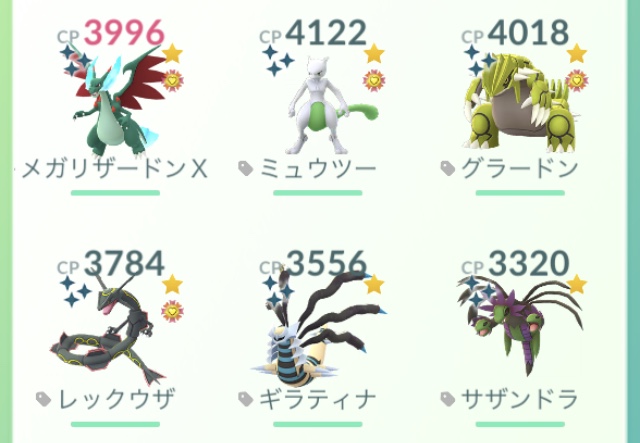 CP 3996
CP 4122
CP 4018
メガリザードンX
ミュウツー
グラードン
CP 3784
CP 3556
CP 3320
レックウザ
ギラティナ
サザンドラ